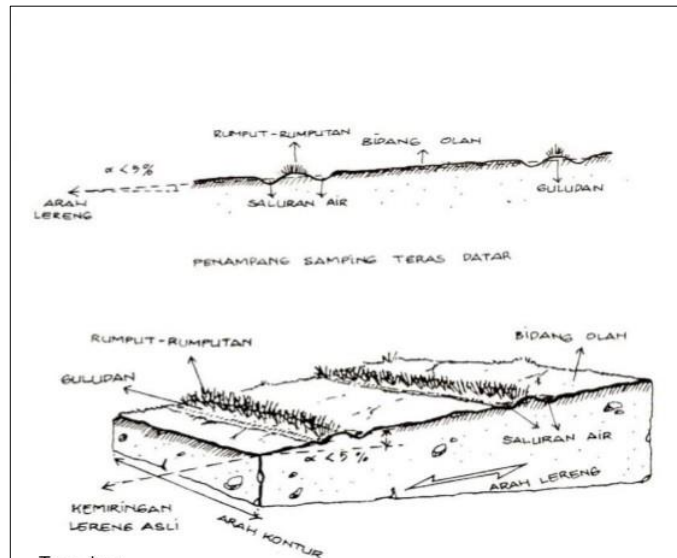 RUMPUT-RUMPUTAN
BIDANG OLAH
α < 5%
ARAH
LERENG
SALURAN AIR
GULUDAN
PENAMPANG SAMPING TERAS DATAR
RUMPUT-RUMPUTAN
BIDANG OLAH
GULUDAN
SALURAN AIR
α < 5%
ARAH LERENG
KEMIRINGAN
LERENG ASLI
ARAH KONTUR